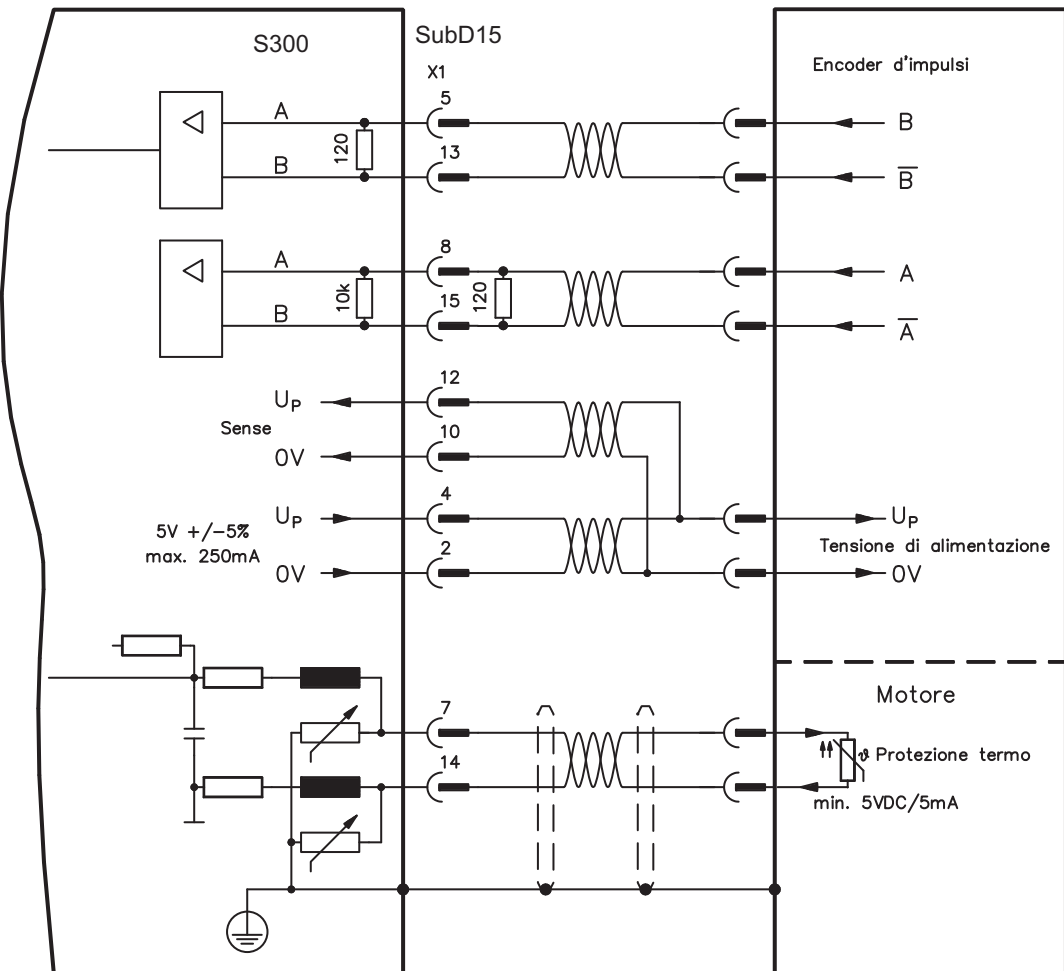 S300
SubD15
X1
Encoder d'impulsi
5
A
B
120
13
B
B̅
8
A
A
10k
15
120
B
A̅
12
UP
Sense
10
0V
4
UP
UP
5V +/-5%
max. 250mA
Tensione di alimentazione
2
0V
0V
Motore
7
14
ϑ Protezione termo
min. 5VDC/5mA